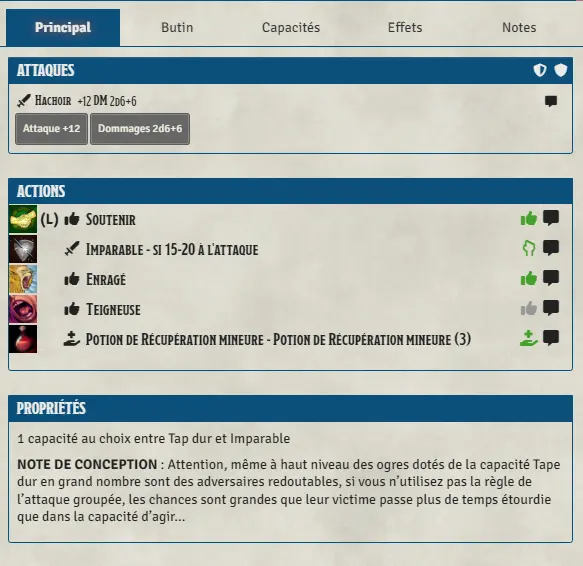 Principal Butin Capacités Effets Notes
ATTAQUES
HACHOIR +12 DM 2D6+6
Attaque +12 Dommages 2d6+6
ACTIONS
(L) SOUTENIR
IMPARABLE - SI 15-20 À L'ATTAQUE
ENRAGÉ
TEIGNEUSE
POTION DE RÉCUPÉRATION MINEURE - POTION DE RÉCUPÉRATION MINEURE (3)
PROPRIÉTÉS
1 capacité au choix entre Tap dur et Imparable
NOTE DE CONCEPTION : Attention, même à haut niveau des ogres dotés de la capacité Tape
dur en grand nombre sont des adversaires redoutables, si vous n’utilisez pas la règle de
l’attaque groupée, les chances sont grandes que leur victime passe plus de temps étourdie
que dans la capacité d’agir...